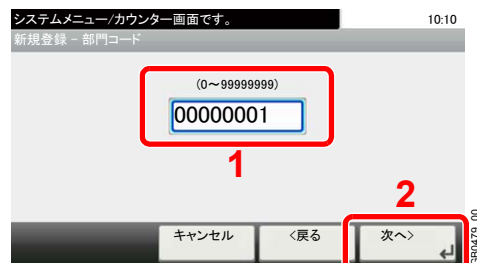 システムメニュー/カウンター画面です。 10:10
新規登録 - 部門コード
(0～99999999)
00000001
1
2
キャンセル <戻る 次へ>
GB0479_00